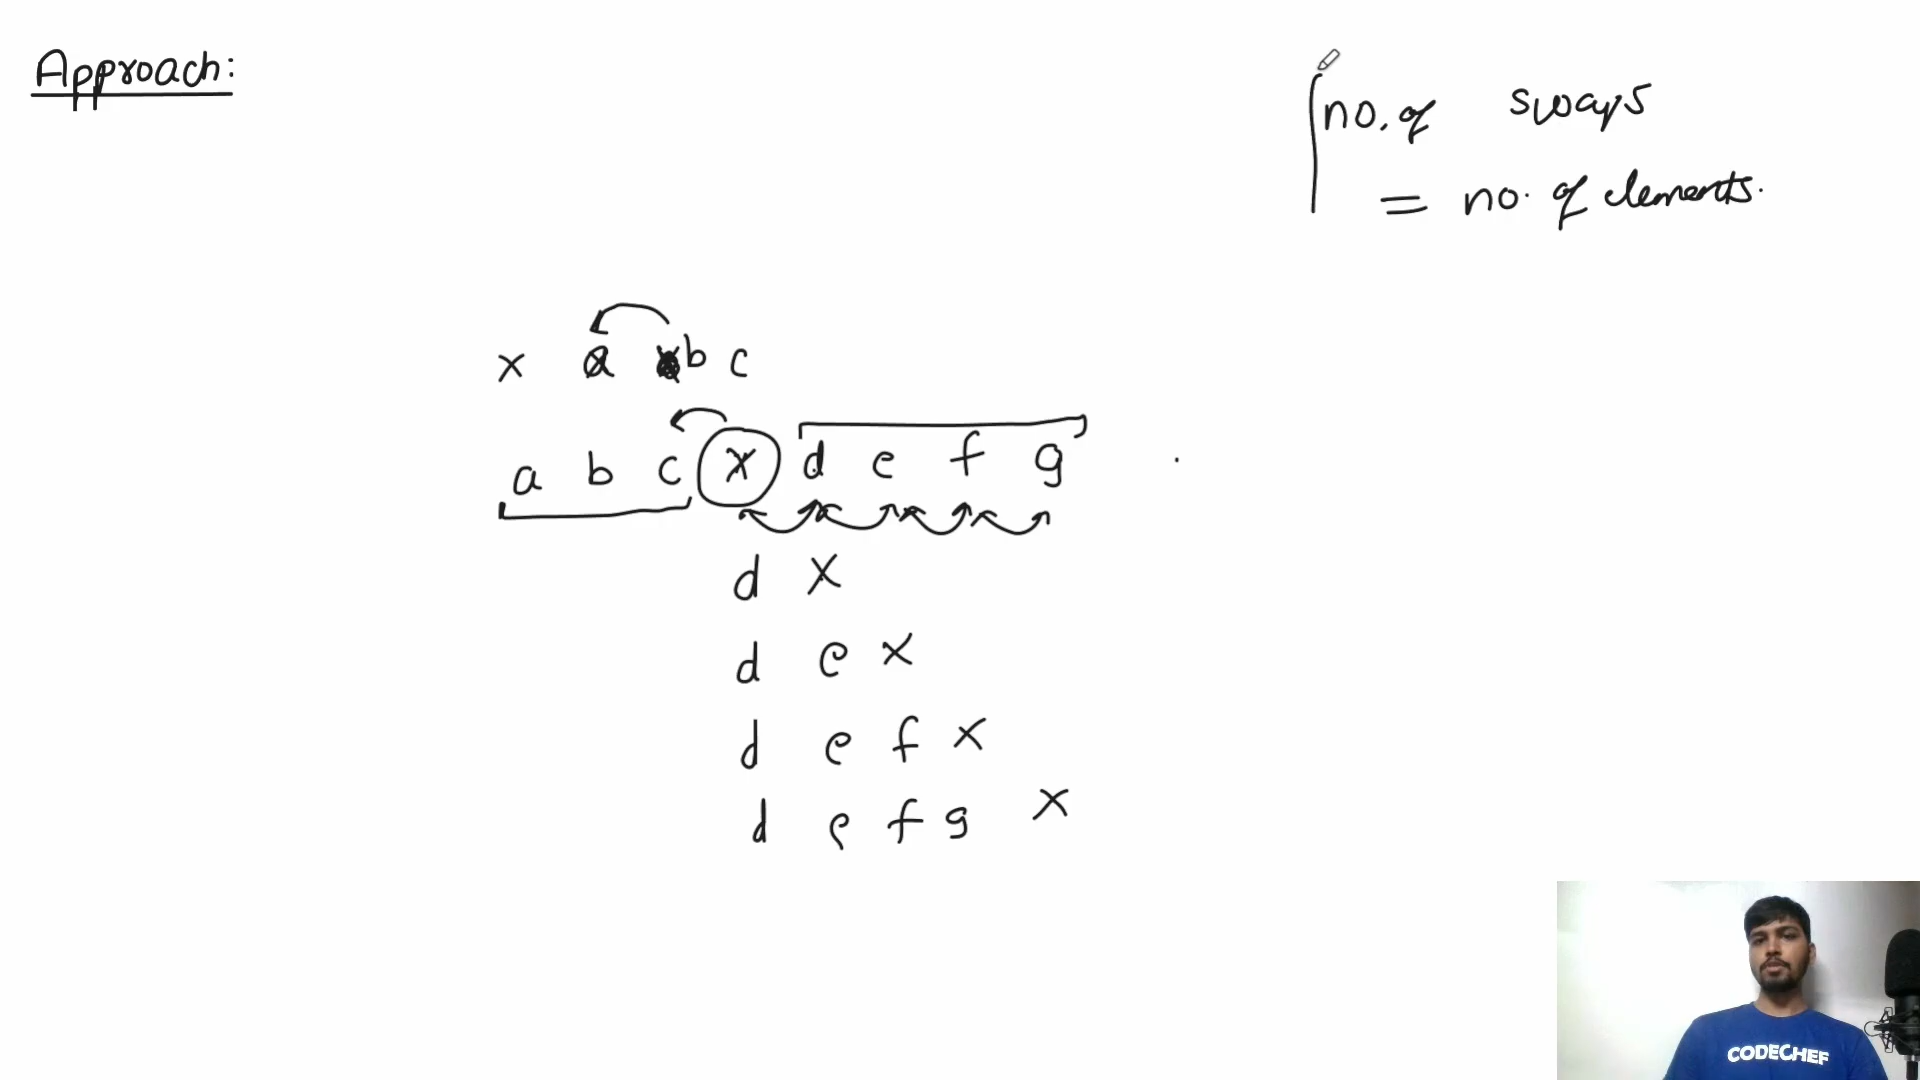 Approach:
no. of swaps
= no. of elements.
x a b c
a b c x d e f g
d x
d e x
d e f x
d e f g x
CODECHEF